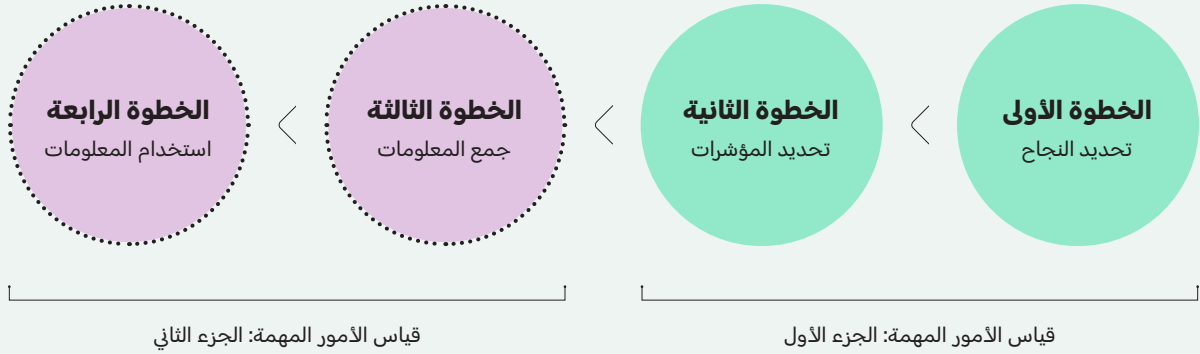 الخطوة الأولى
تحديد النجاح
الخطوة الثانية
تحديد المؤشرات
الخطوة الثالثة
جمع المعلومات
الخطوة الرابعة
استخدام المعلومات
قياس الأمور المهمة: الجزء الأول
قياس الأمور المهمة: الجزء الثاني